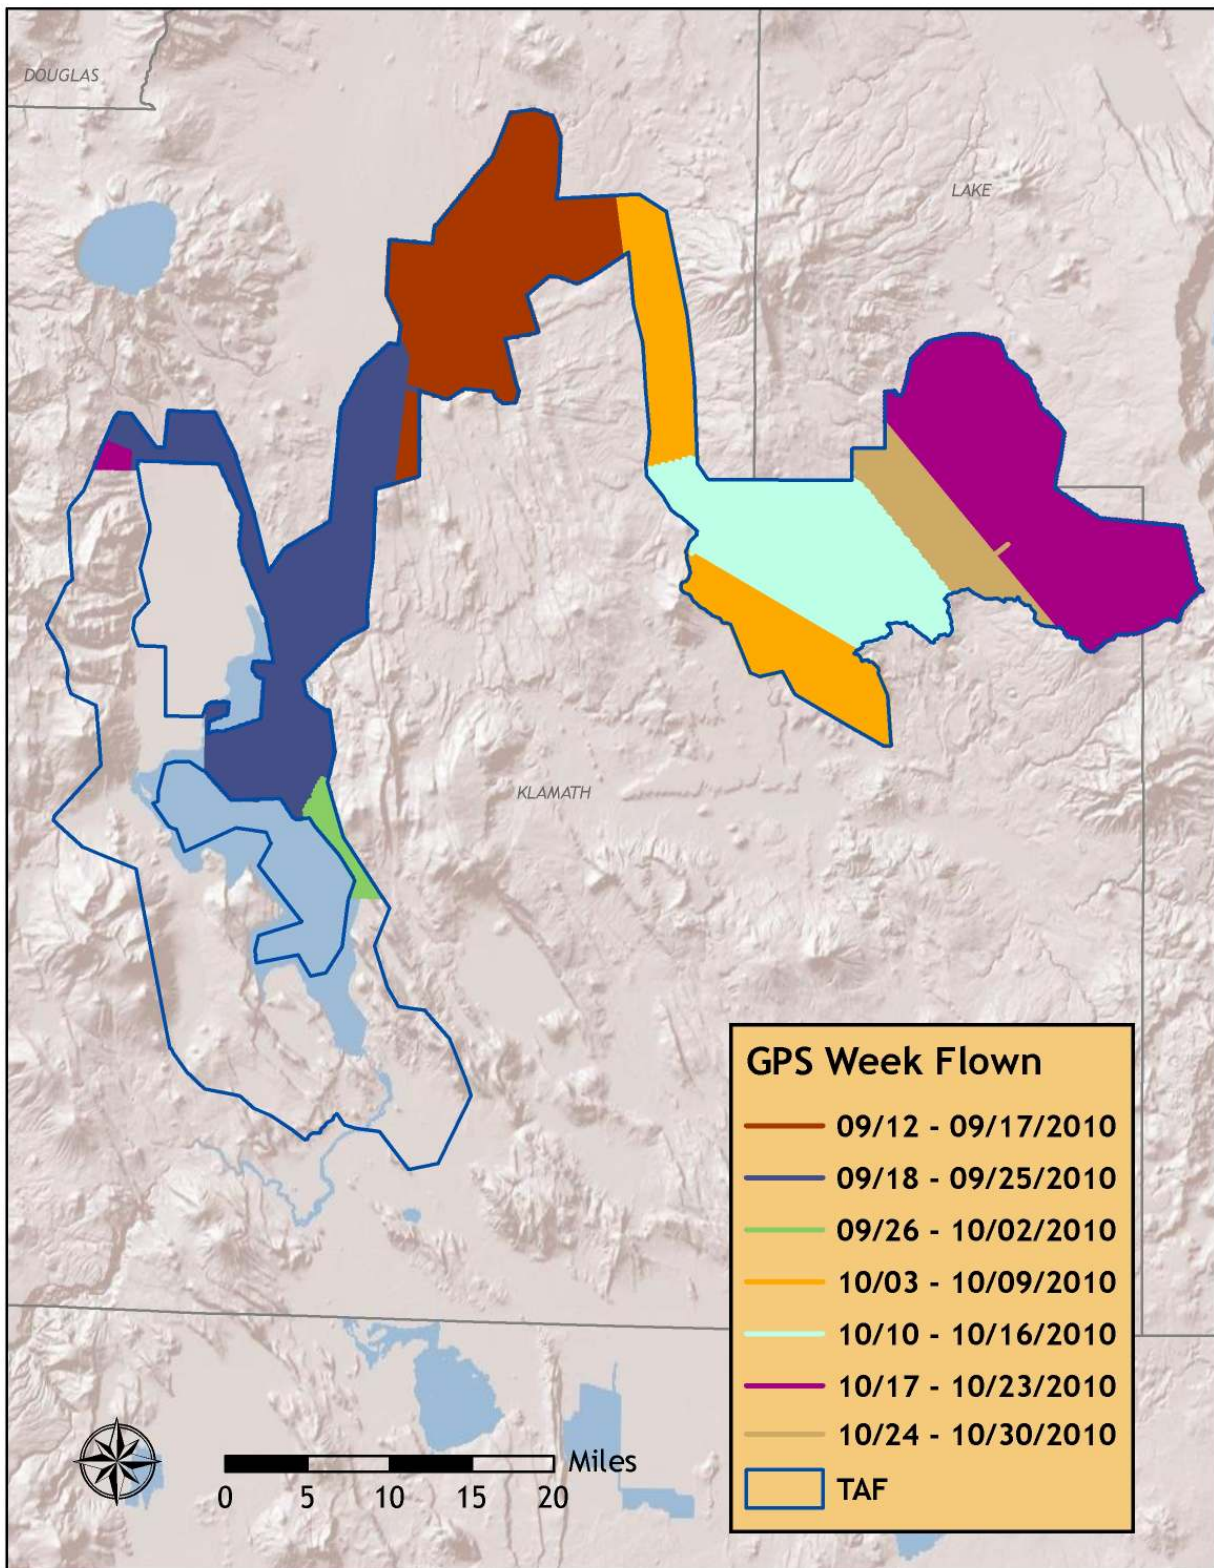 DOUGLAS
LAKE
KLAMATH
GPS Week Flown
09/12 - 09/17/2010
09/18 - 09/25/2010
09/26 - 10/02/2010
10/03 - 10/09/2010
10/10 - 10/16/2010
10/17 - 10/23/2010
10/24 - 10/30/2010
TAF
Miles
0 5 10 15 20